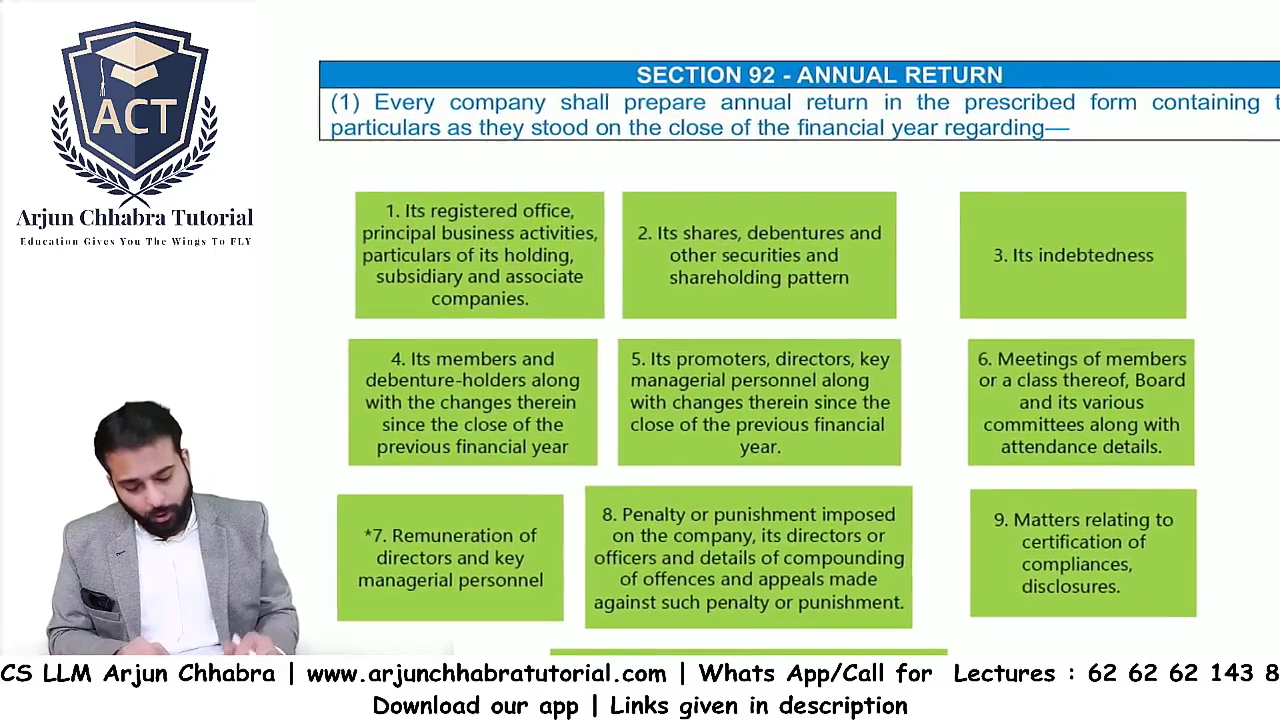 ACT
Arjun Chhabra Tutorial
Education Gives You The Wings To FLY
SECTION 92 - ANNUAL RETURN
(1) Every company shall prepare annual return in the prescribed form containing
particulars as they stood on the close of the financial year regarding—
1. Its registered office,
principal business activities,
particulars of its holding,
subsidiary and associate
companies.
2. Its shares, debentures and
other securities and
shareholding pattern
3. Its indebtedness
4. Its members and
debenture-holders along
with the changes therein
since the close of the
previous financial year
5. Its promoters, directors, key
managerial personnel along
with changes therein since the
close of the previous financial
year.
6. Meetings of members
or a class thereof, Board
and its various
committees along with
attendance details.
*7. Remuneration of
directors and key
managerial personnel
8. Penalty or punishment imposed
on the company, its directors or
officers and details of compounding
of offences and appeals made
against such penalty or punishment.
9. Matters relating to
certification of
compliances,
disclosures.
CS LLM Arjun Chhabra | www.arjunchhabratutorial.com | Whats App/Call for Lectures : 62 62 62 143 8
Download our app | Links given in description